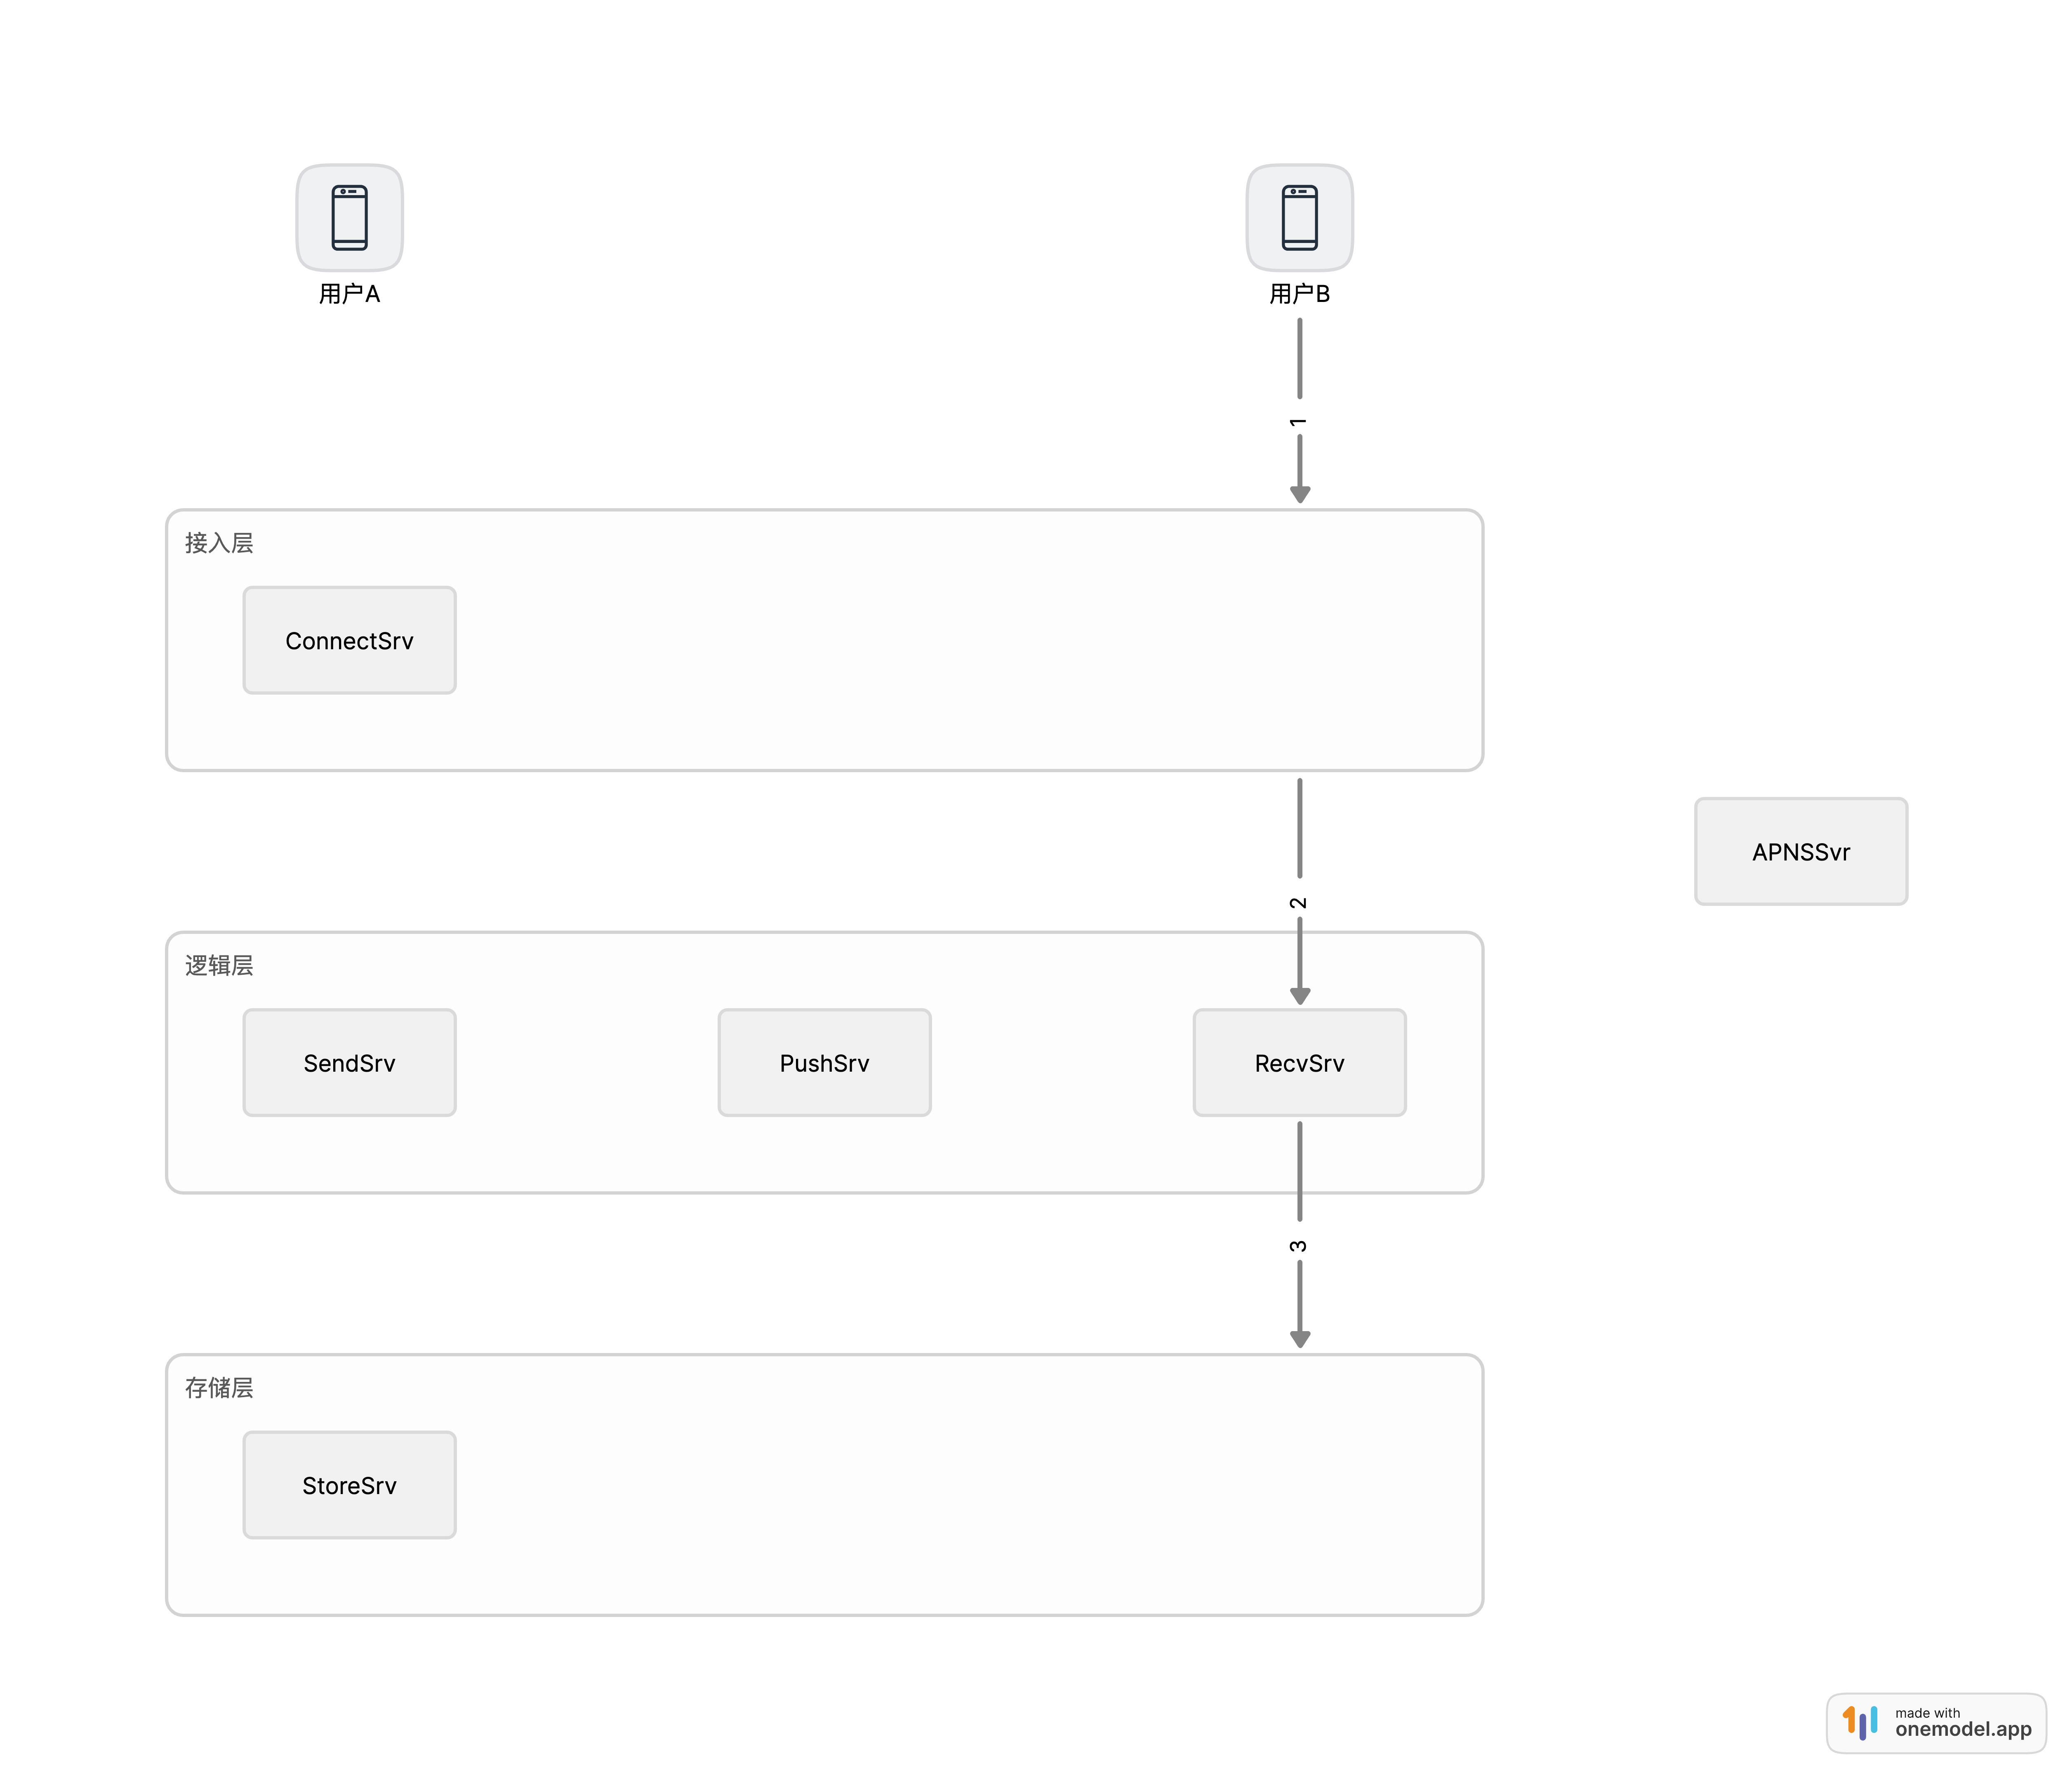 用户A
用户B
1
接入层
ConnectSrv
APNSSvr
2
逻辑层
SendSrv
PushSrv
RecvSrv
3
存储层
StoreSrv
made with
onemodel.app